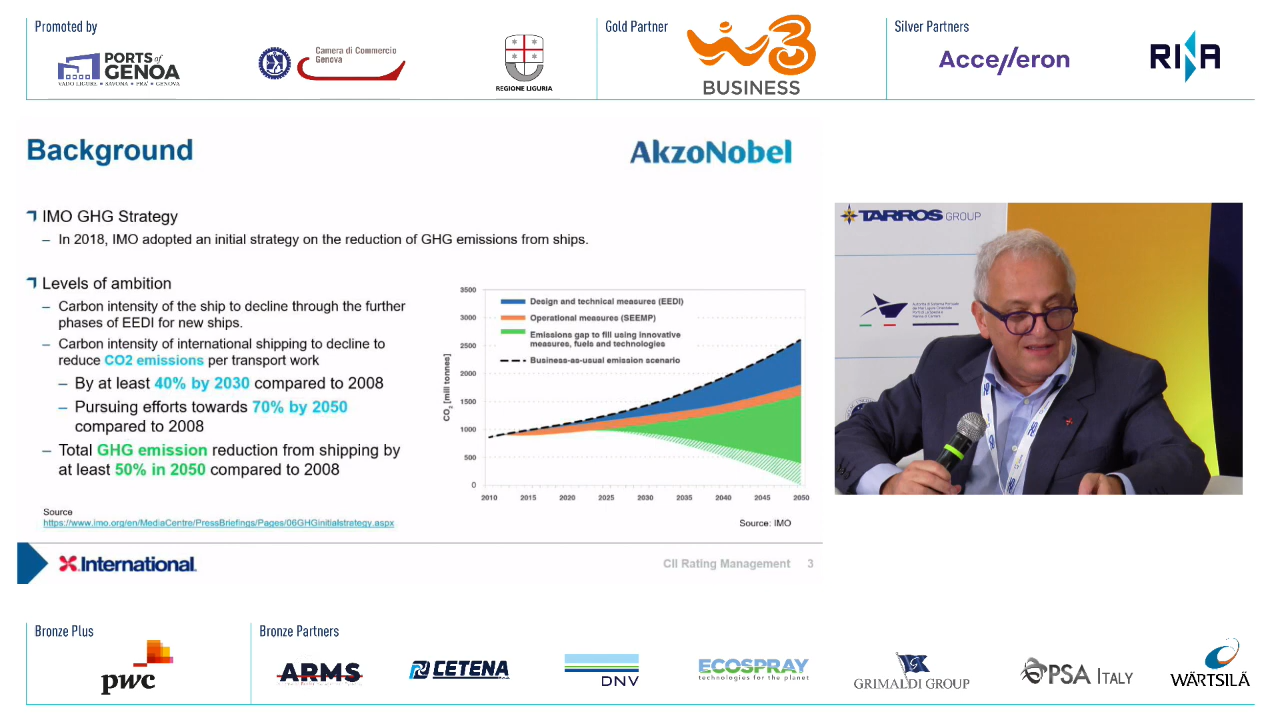 Promoted by
PORTS of
GENOA
VADO LIGURE • SAVONA • PRA' • GENOVA
Camera di Commercio
Genova
REGIONE LIGURIA
Gold Partner
W3
BUSINESS
Silver Partners
Accelleron
RINA
Background
AkzoNobel
IMO GHG Strategy
– In 2018, IMO adopted an initial strategy on the reduction of GHG emissions from ships.
Levels of ambition
– Carbon intensity of the ship to decline through the further
phases of EEDI for new ships.
– Carbon intensity of international shipping to decline to
reduce CO2 emissions per transport work
– By at least 40% by 2030 compared to 2008
– Pursuing efforts towards 70% by 2050
compared to 2008
– Total GHG emission reduction from shipping by
at least 50% in 2050 compared to 2008
Source
https://www.imo.org/en/MediaCentre/PressBriefings/Pages/06GHGinitialstrategy.aspx
CO2 [mill tonnes]
3500
3000
2500
2000
1500
1000
500
0
Design and technical measures (EEDI)
Operational measures (SEEMP)
Emissions gap to fill using innovative
measures, fuels and technologies
Business-as-usual emission scenario
2010 2015 2020 2025 2030 2035 2040 2045 2050
Source: IMO
International.
CII Rating Management 3
TARROS GROUP
Bronze Plus
pwc
Bronze Partners
ARMS
CETENA
DNV
ECOSPRAY
technologies for the planet
GRIMALDI GROUP
PSA ITALY
WÄRTSILÄ